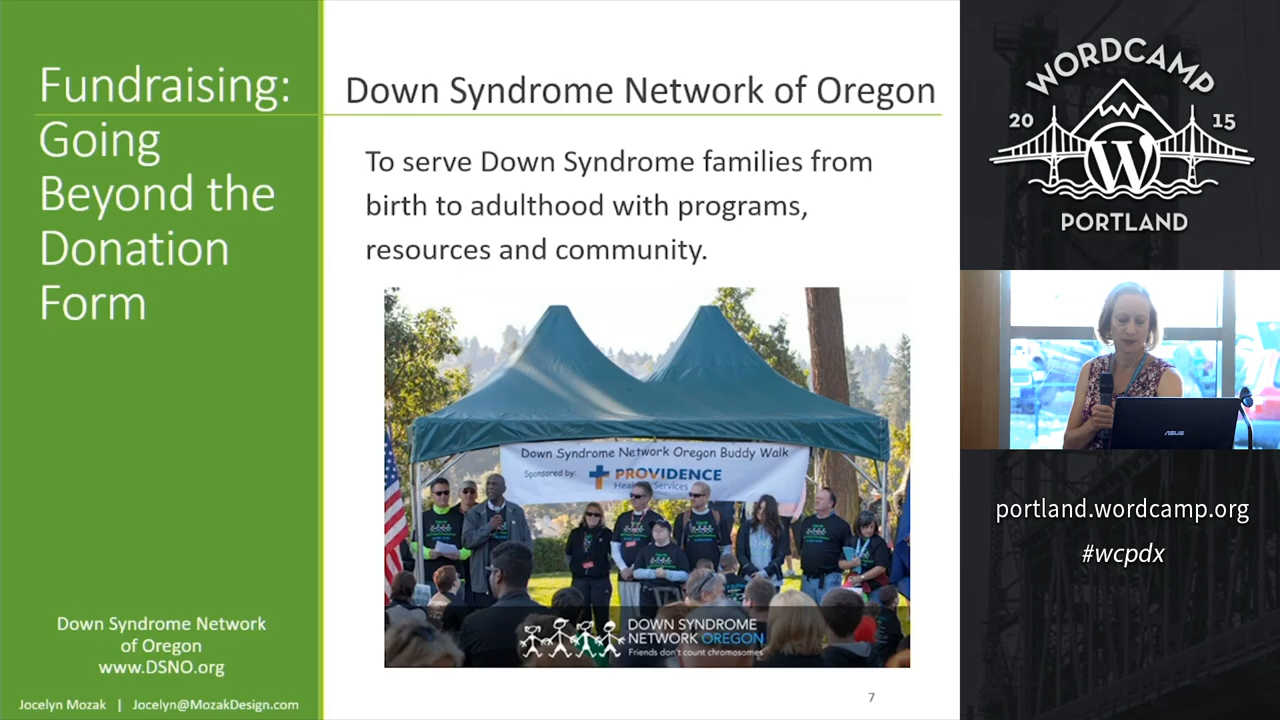 Fundraising:
Going
Beyond the
Donation
Form
Down Syndrome Network
of Oregon
www.DSNO.org
Jocelyn Mozak | Jocelyn@MozakDesign.com
Down Syndrome Network of Oregon
To serve Down Syndrome families from
birth to adulthood with programs,
resources and community.
Down Syndrome Network Oregon Buddy Walk
Sponsored by: PROVIDENCE
Health Services
DOWN SYNDROME
NETWORK OREGON
Friends don't count chromosomes
7
WORDCAMP
20 15
W
PORTLAND
ASUS
portland.wordcamp.org
#wcpdx